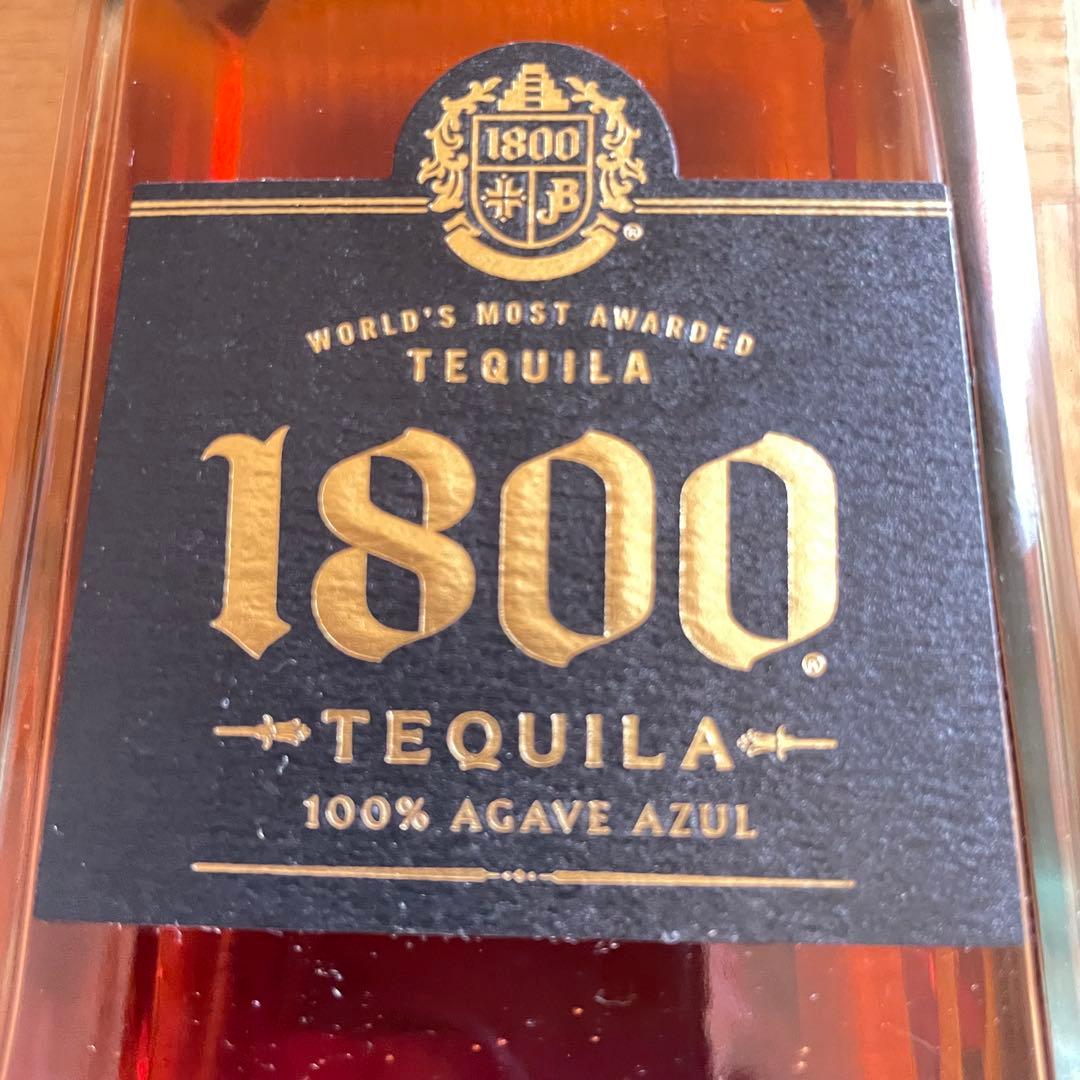 1800
JB
®
WORLD'S MOST AWARDED
TEQUILA
1800®
TEQUILA
100% AGAVE AZUL